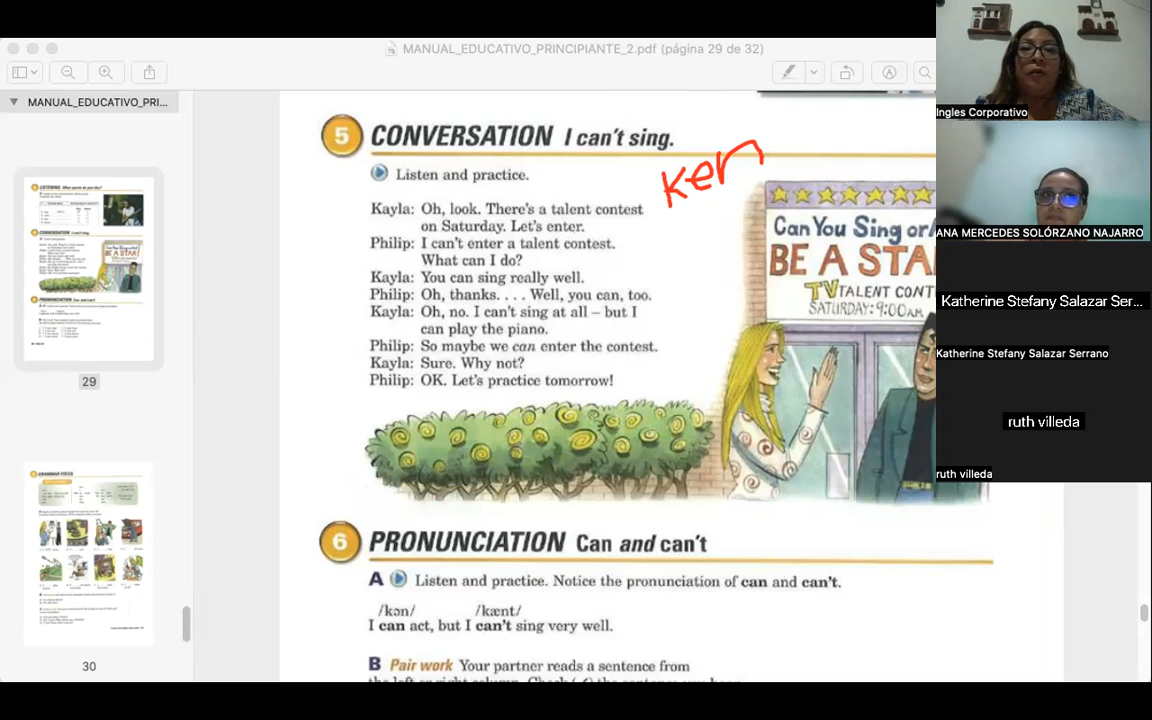 MANUAL_EDUCATIVO_PRINCIPIANTE_2.pdf (página 29 de 32)
MANUAL_EDUCATIVO_PRI...
29
30
5 CONVERSATION I can't sing.
Listen and practice.
Ken
Kayla: Oh, look. There's a talent contest
on Saturday. Let's enter.
Philip: I can't enter a talent contest.
What can I do?
Kayla: You can sing really well.
Philip: Oh, thanks. . . . Well, you can, too.
Kayla: Oh, no. I can't sing at all – but I
can play the piano.
Philip: So maybe we can enter the contest.
Kayla: Sure. Why not?
Philip: OK. Let's practice tomorrow!
Can You Sing or
BE A STA
TV TALENT CONT
SATURDAY: 9:00 AM
6 PRONUNCIATION Can and can't
A Listen and practice. Notice the pronunciation of can and can't.
/kən/ /kænt/
I can act, but I can't sing very well.
B Pair work Your partner reads a sentence from
Ingles Corporativo
ANA MERCEDES SOLÓRZANO NAJARRO
Katherine Stefany Salazar Ser...
Katherine Stefany Salazar Serrano
ruth villeda
ruth villeda